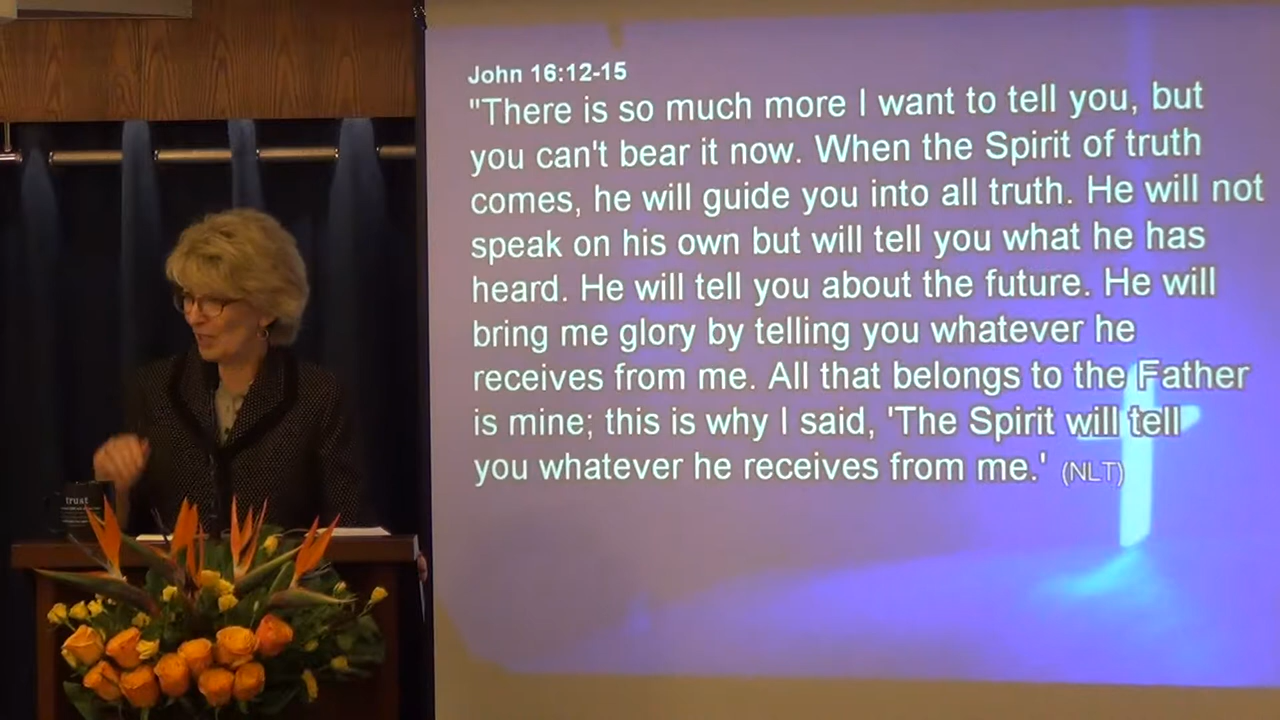 John 16:12-15
"There is so much more I want to tell you, but
you can't bear it now. When the Spirit of truth
comes, he will guide you into all truth. He will not
speak on his own but will tell you what he has
heard. He will tell you about the future. He will
bring me glory by telling you whatever he
receives from me. All that belongs to the Father
is mine; this is why I said, 'The Spirit will tell
you whatever he receives from me.' (NLT)
trust